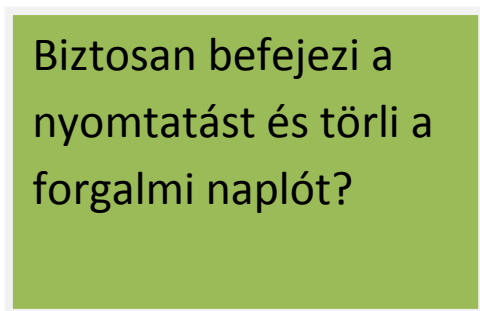 Biztosan befejezi a
nyomtatást és törli a
forgalmi naplót?